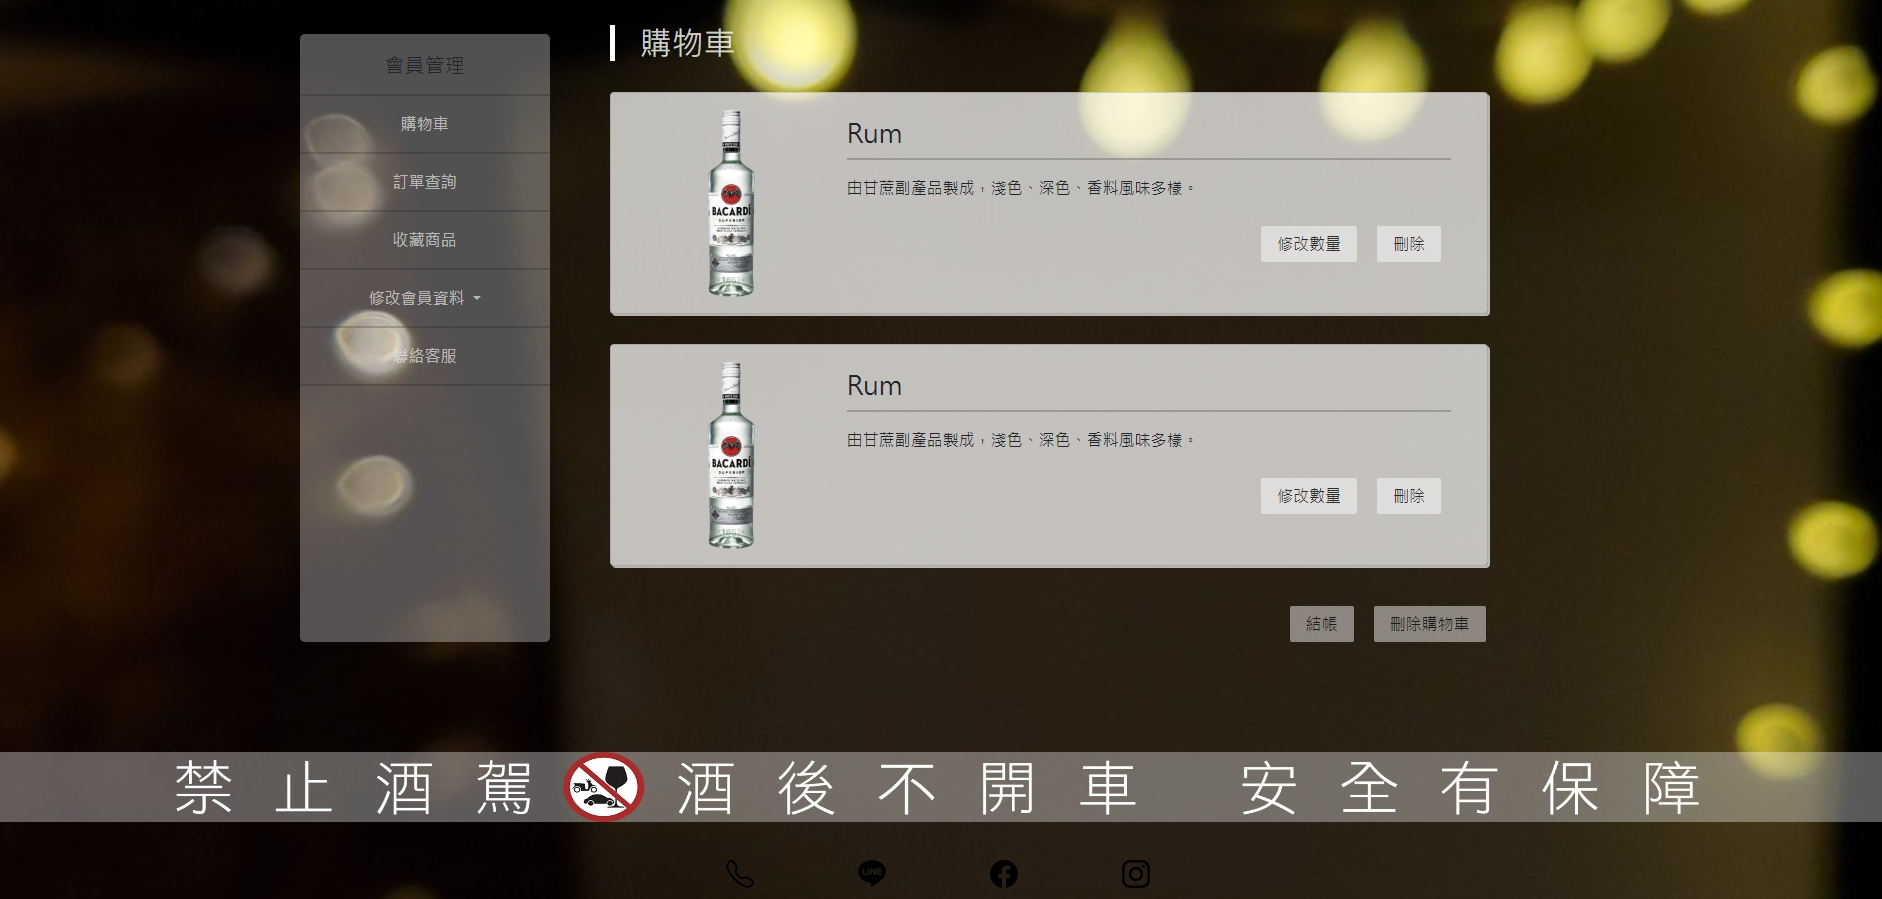 購物車
會員管理
購物車
訂單查詢
收藏商品
修改會員資料
聯絡客服
Rum
由甘蔗副產品製成，淺色、深色、香料風味多樣。
修改數量 刪除
BACARDÍ
SUPERIOR
Rum
由甘蔗副產品製成，淺色、深色、香料風味多樣。
修改數量 刪除
BACARDÍ
SUPERIOR
結帳 刪除購物車
禁止酒駕 酒後不開車 安全有保障
LINE